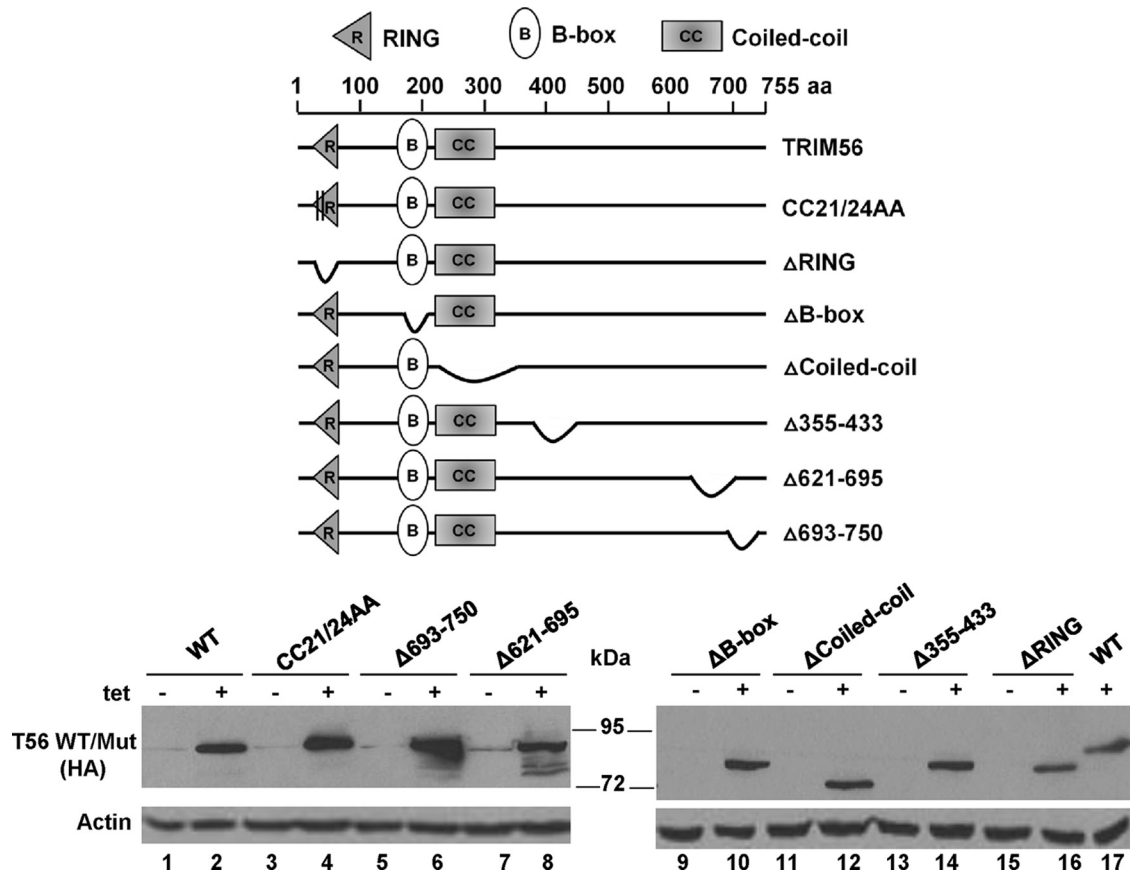 R RING B B-box CC Coiled-coil
1 100 200 300 400 500 600 700 755 aa
R B CC TRIM56
R B CC CC21/24AA
B CC ΔRING
R CC ΔB-box
R B ΔCoiled-coil
R B CC Δ355-433
R B CC Δ621-695
R B CC Δ693-750
WT CC21/24AA Δ693-750 Δ621-695 kDa ΔB-box ΔCoiled-coil Δ355-433 ΔRING WT
tet - + - + - + - + - + - + - + - + +
T56 WT/Mut
(HA)
95
72
Actin
1 2 3 4 5 6 7 8 9 10 11 12 13 14 15 16 17